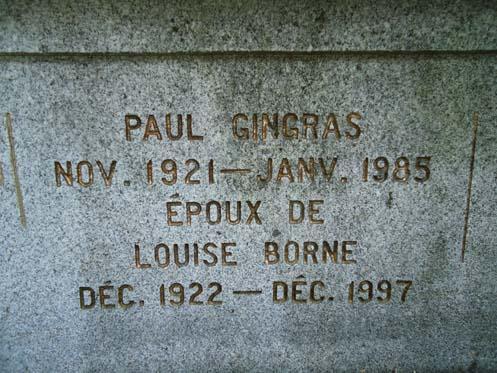 PAUL GINGRAS
NOV. 1921 — JANV. 1985
ÉPOUX DE
LOUISE BORNE
DÉC. 1922 — DÉC. 1997